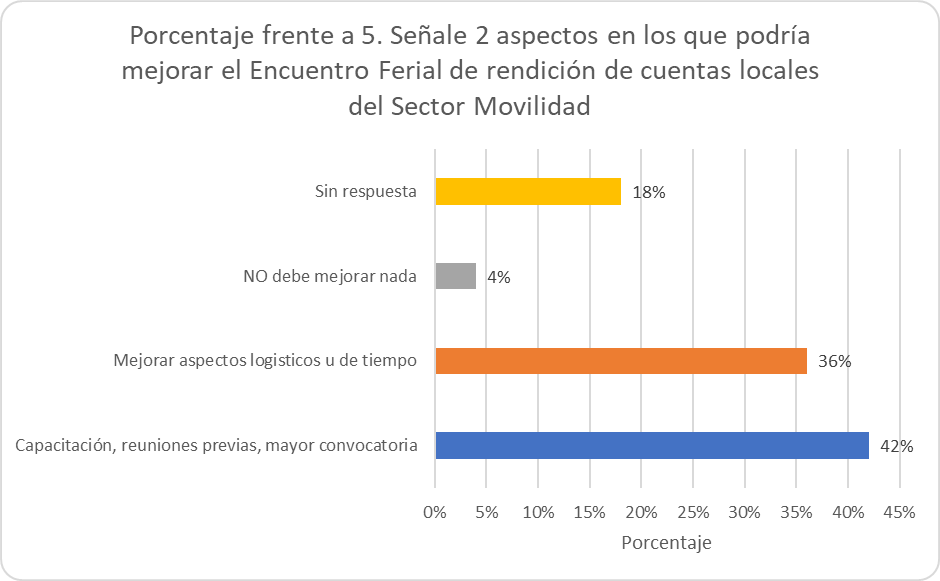 Porcentaje frente a 5. Señale 2 aspectos en los que podría
mejorar el Encuentro Ferial de rendición de cuentas locales
del Sector Movilidad
Sin respuesta
18%
NO debe mejorar nada
4%
Mejorar aspectos logisticos u de tiempo
36%
Capacitación, reuniones previas, mayor convocatoria
42%
0% 5% 10% 15% 20% 25% 30% 35% 40% 45%
Porcentaje